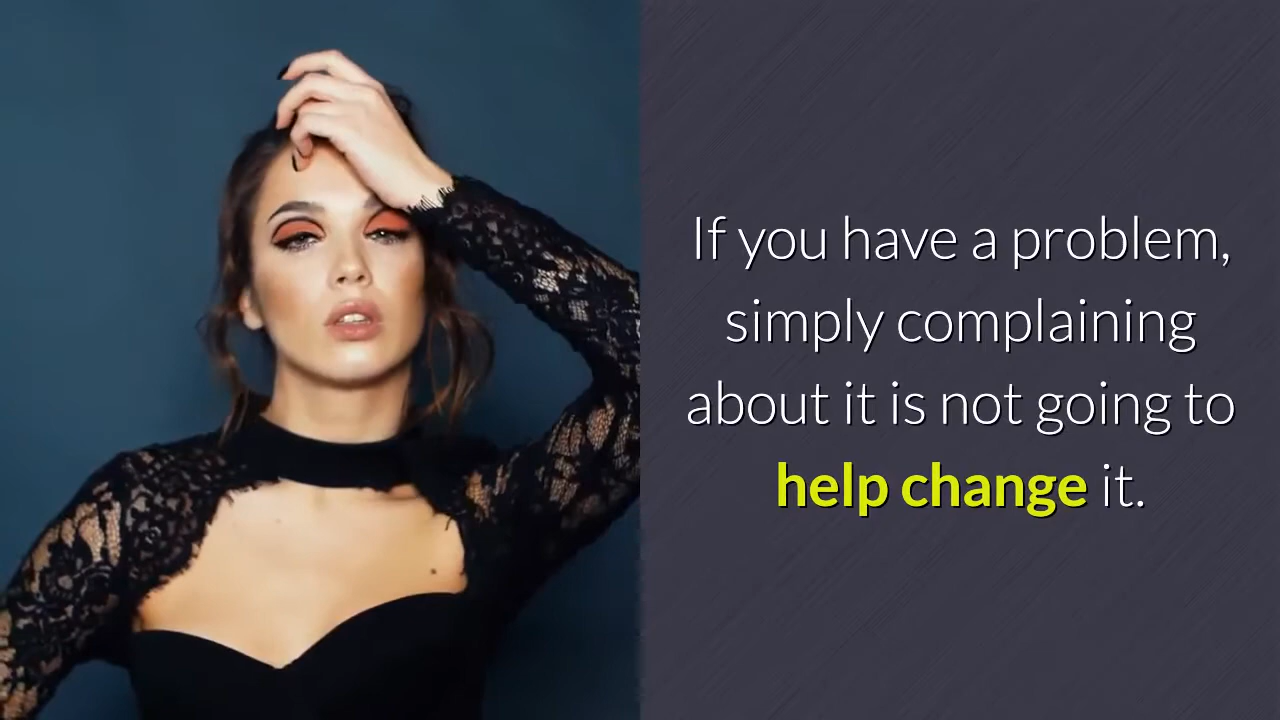 If you have a problem,
simply complaining
about it is not going to
help change it.